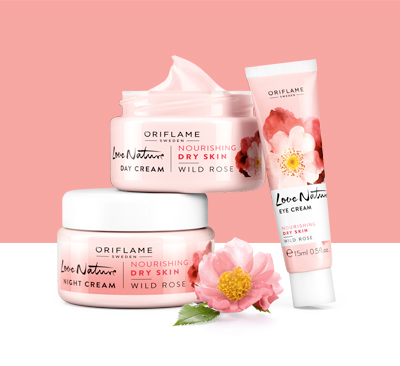 ORIFLAME
SWEDEN
Love Nature
DAY CREAM
NOURISHING
DRY SKIN
WILD ROSE
ORIFLAME
SWEDEN
Love Nature
NIGHT CREAM
NOURISHING
DRY SKIN
WILD ROSE
ORIFLAME
SWEDEN
Love Nature
EYE CREAM
NOURISHING
DRY SKIN
WILD ROSE
℮ 15ml 0.5fl.